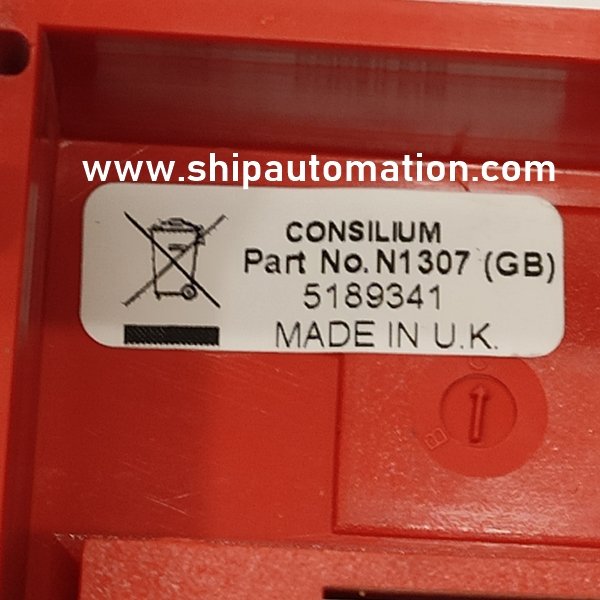 www.shipautomation.com
CONSILIUM
Part No. N1307 (GB)
5189341
MADE IN U.K.
B